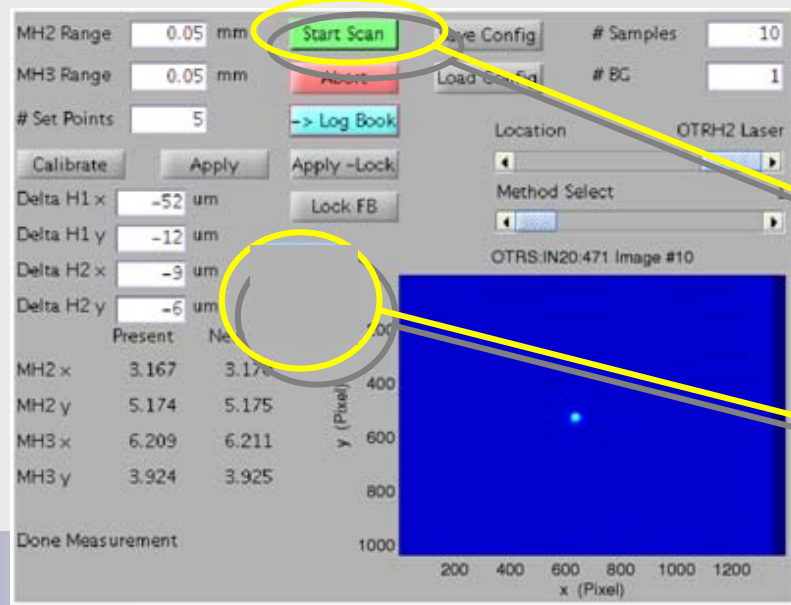 MH2 Range 0.05 mm Start Scan Save Config # Samples 10
MH3 Range 0.05 mm Abort Load Config # BG 1
# Set Points 5 -> Log Book
Location OTRH2 Laser
Calibrate Apply Apply -Lock
Delta H1 x -52 um Lock FB Method Select
Delta H1 y -12 um
Delta H2 x -9 um OTRS:IN20:471 Image #10
Delta H2 y -6 um
Present
MH2 x 3.167
MH2 y 5.174 5.175
MH3 x 6.209 6.211
MH3 y 3.924 3.925
Done Measurement
y (Pixel)
400
600
800
1000
200 400 600 800 1000 1200
x (Pixel)